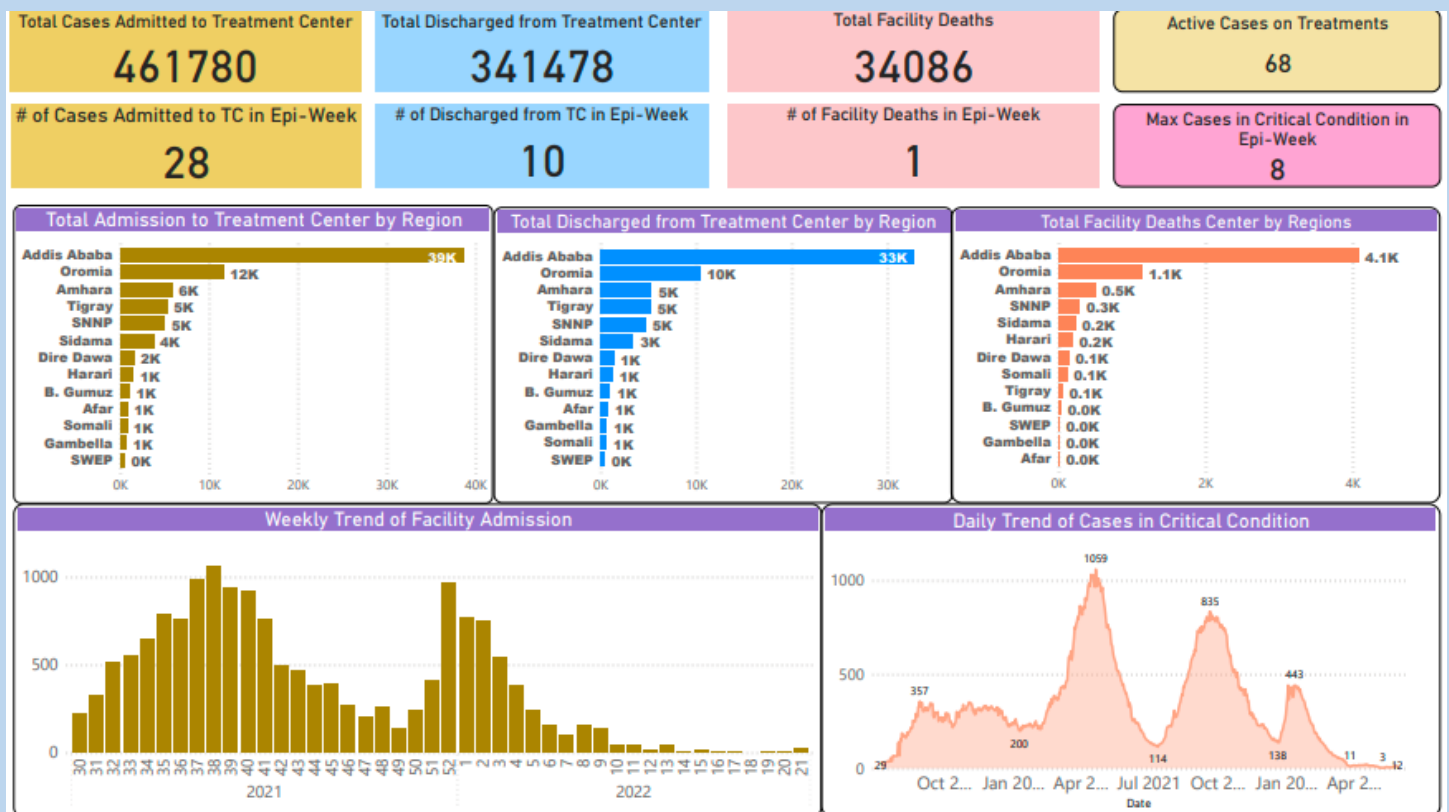 Total Cases Admitted to Treatment Center
461780
Total Discharged from Treatment Center
341478
Total Facility Deaths
34086
Active Cases on Treatments
68
# of Cases Admitted to TC in Epi-Week
28
# of Discharged from TC in Epi-Week
10
# of Facility Deaths in Epi-Week
1
Max Cases in Critical Condition in
Epi-Week
8
Total Admission to Treatment Center by Region
Addis Ababa 39K
Oromia 12K
Amhara 6K
Tigray 5K
SNNP 5K
Sidama 4K
Dire Dawa 2K
Harari 1K
B. Gumuz 1K
Afar 1K
Somali 1K
Gambella 1K
SWEP 0K
0K 10K 20K 30K 40K
Total Discharged from Treatment Center by Region
Addis Ababa 33K
Oromia 10K
Amhara 5K
Tigray 5K
SNNP 5K
Sidama 3K
Dire Dawa 1K
Harari 1K
B. Gumuz 1K
Afar 1K
Gambella 1K
Somali 1K
SWEP 0K
0K 10K 20K 30K
Total Facility Deaths Center by Regions
Addis Ababa 4.1K
Oromia 1.1K
Amhara 0.5K
SNNP 0.3K
Sidama 0.2K
Harari 0.2K
Dire Dawa 0.1K
Somali 0.1K
Tigray 0.1K
B. Gumuz 0.0K
SWEP 0.0K
Gambella 0.0K
Afar 0.0K
0K 2K 4K
Weekly Trend of Facility Admission
1000
500
0
30 31 32 33 34 35 36 37 38 39 40 41 42 43 44 45 46 47 48 49 50 51 52 1 2 3 4 5 6 7 8 9 10 11 12 13 14 15 16 17 18 19 20 21
2021 2022
Daily Trend of Cases in Critical Condition
1059
1000
835
500
443
357
200
138
114
0 29 11 3 12
Oct 2... Jan 20... Apr 2... Jul 2021 Oct 2... Jan 20... Apr 2...
Date